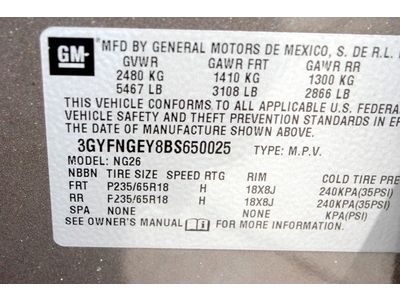 GM
MFD BY GENERAL MOTORS DE MEXICO, S. DE R.L.
GVWR GAWR FRT GAWR RR
2480 KG 1410 KG 1300 KG
5467 LB 3108 LB 2866 LB
THIS VEHICLE CONFORMS TO ALL APPLICABLE U.S. FEDERAL
VEHICLE SAFETY AND THEFT PREVENTION STANDARDS IN
EFFECT ON THE DATE OF MANUFACTURE SHOWN
3GYFNGEY8BS650025 TYPE: M.P.V.
MODEL: NG26
NBBN TIRE SIZE SPEED RTG RIM COLD TIRE PRE
FRT P235/65R18 H 18X8J 240KPA(35PSI)
RR P235/65R18 H 18X8J 240KPA(35PSI)
SPA NONE NONE KPA(PSI)
SEE OWNER'S MANUAL FOR MORE INFORMATION.